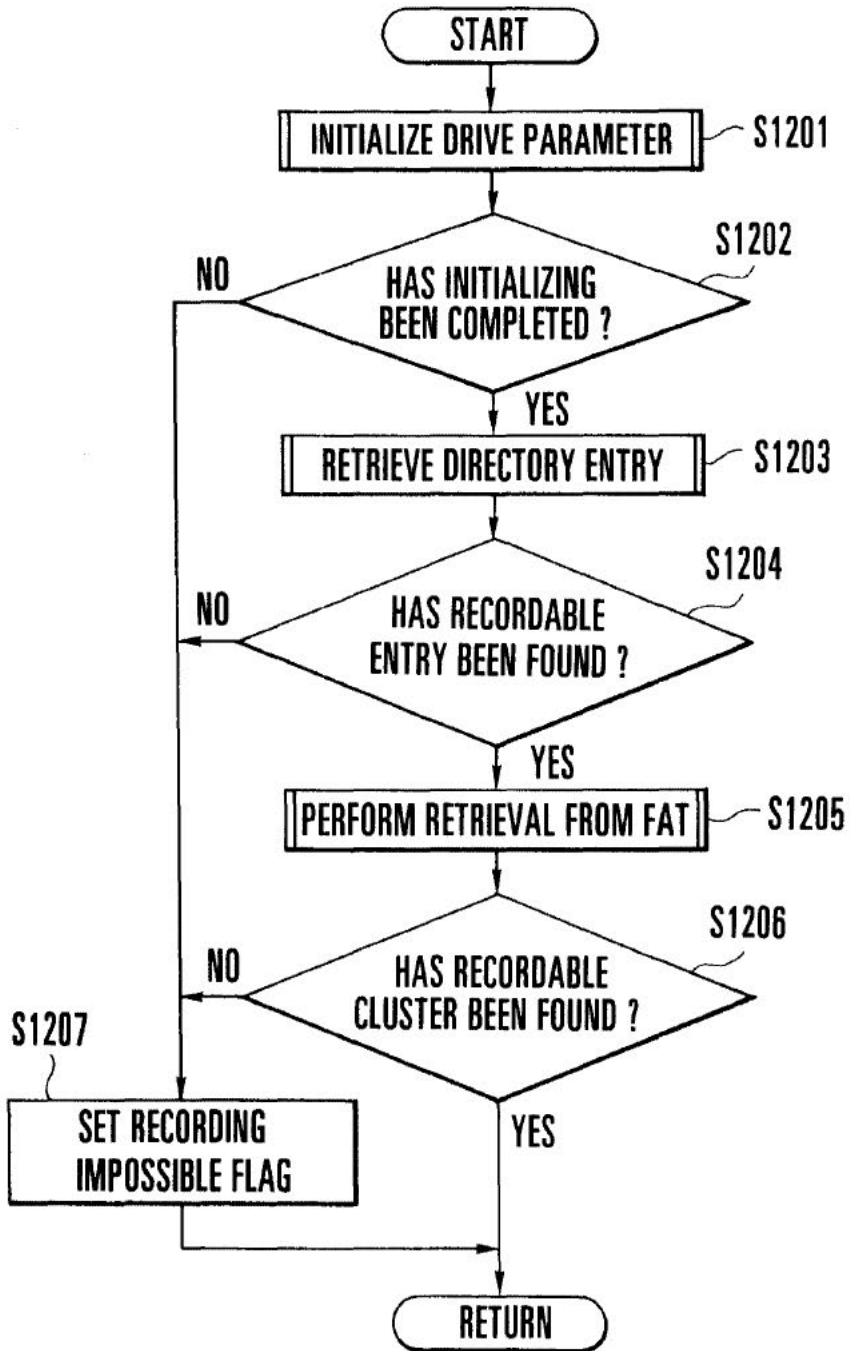 START
INITIALIZE DRIVE PARAMETER
S1201
S1202
NO
HAS INITIALIZING
BEEN COMPLETED ?
YES
RETRIEVE DIRECTORY ENTRY
S1203
S1204
NO
HAS RECORDABLE
ENTRY BEEN FOUND ?
YES
PERFORM RETRIEVAL FROM FAT
S1205
S1206
NO
HAS RECORDABLE
CLUSTER BEEN FOUND ?
S1207
YES
SET RECORDING
IMPOSSIBLE FLAG
RETURN